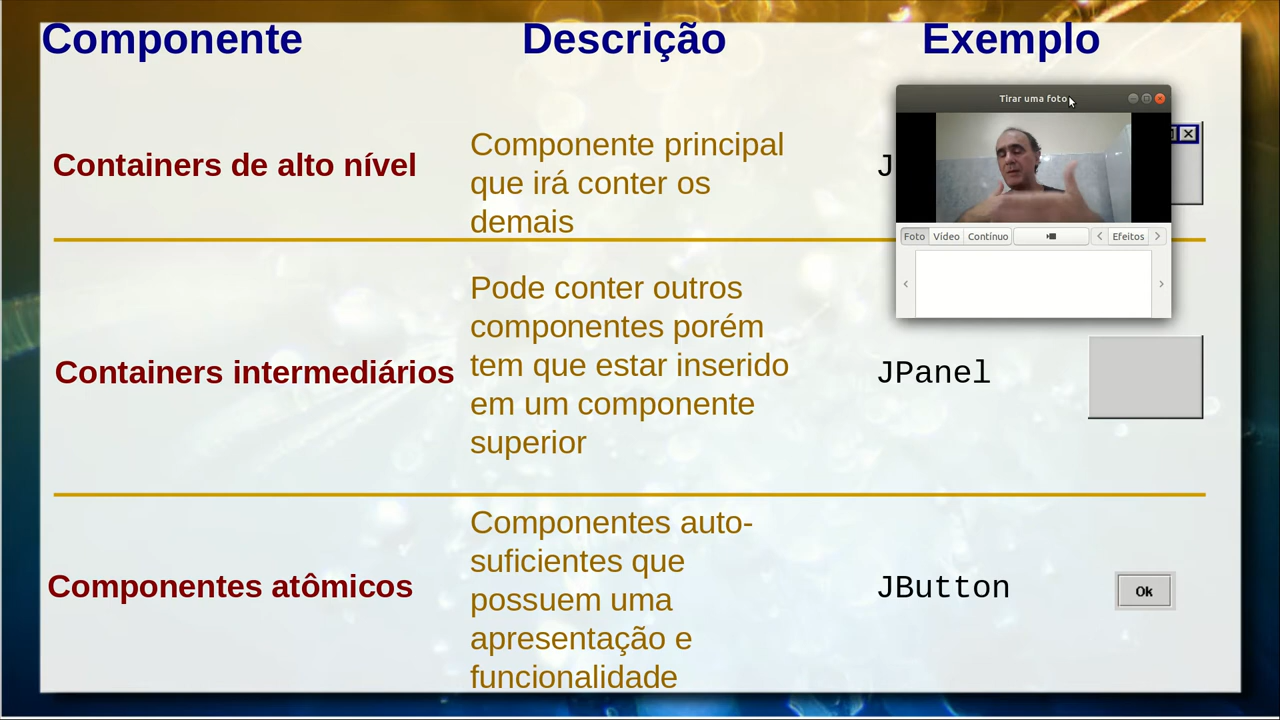 Componente Descrição Exemplo
Tirar uma foto
Containers de alto nível
Componente principal
que irá conter os
demais
J
Foto Vídeo Contínuo Efeitos
Containers intermediários
Pode conter outros
componentes porém
tem que estar inserido
em um componente
superior
JPanel
Componentes atômicos
Componentes auto-
suficientes que
possuem uma
apresentação e
funcionalidade
JButton
Ok